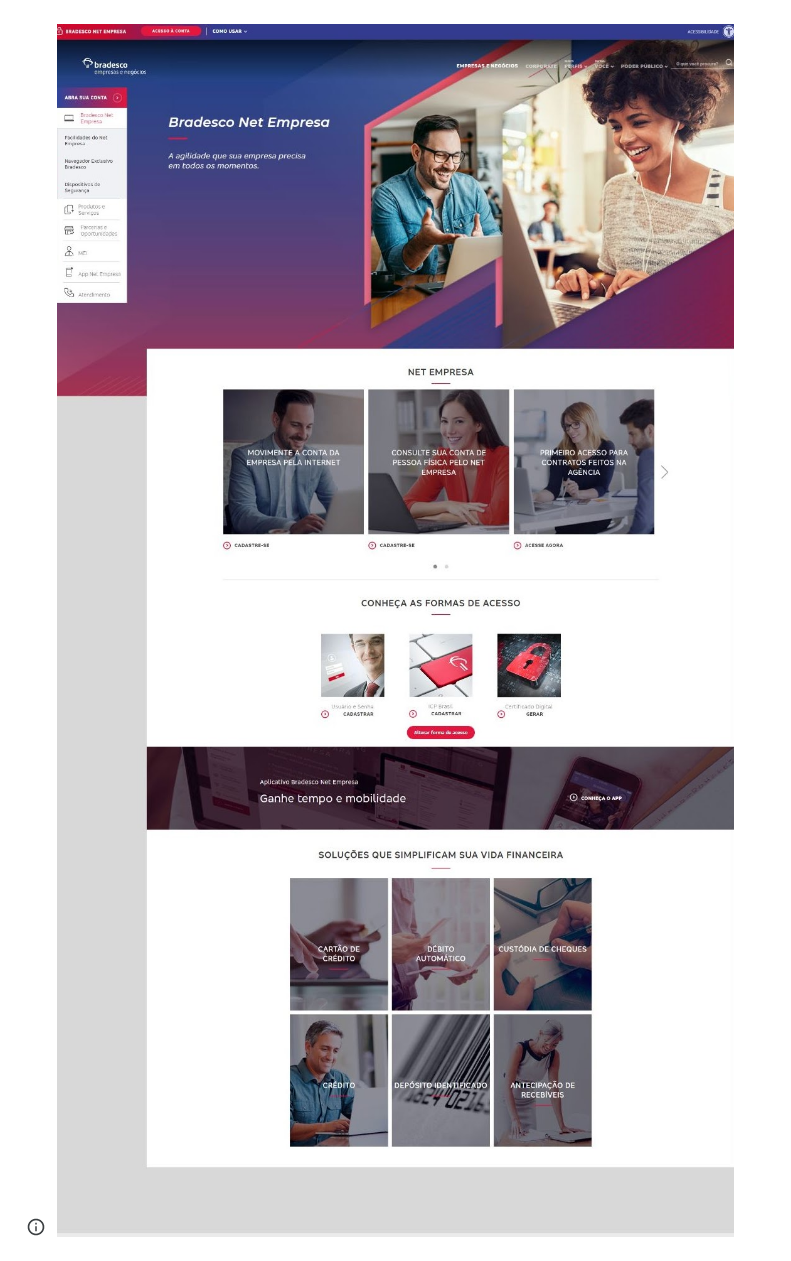 BRADESCO NET EMPRESA
ACESSO À CONTA
COMO USAR
ACESSIBILIDADE
bradesco
empresas e negócios
EMPRESAS E NEGÓCIOS
CORPORATE
PERFIS
VOCÊ
PODER PÚBLICO
O que você procura?
ABRA SUA CONTA
Bradesco Net
Empresa
Facilidades do Net
Empresa
Navegador Exclusivo
Bradesco
Dispositivos de
Segurança
Produtos e
Serviços
Parcerias e
Oportunidades
MEI
App Net Empresa
Atendimento
Bradesco Net Empresa
A agilidade que sua empresa precisa
em todos os momentos.
NET EMPRESA
MOVIMENTE A CONTA DA
EMPRESA PELA INTERNET
CONSULTE SUA CONTA DE
PESSOA FÍSICA PELO NET
EMPRESA
PRIMEIRO ACESSO PARA
CONTRATOS FEITOS NA
AGÊNCIA
CADASTRE-SE
CADASTRE-SE
ACESSE AGORA
CONHEÇA AS FORMAS DE ACESSO
Usuário e Senha
CADASTRAR
ICP Brasil
CADASTRAR
Certificado Digital
GERAR
Alterar forma de acesso
Aplicativo Bradesco Net Empresa
Ganhe tempo e mobilidade
CONHEÇA O APP
SOLUÇÕES QUE SIMPLIFICAM SUA VIDA FINANCEIRA
CARTÃO DE
CRÉDITO
DÉBITO
AUTOMÁTICO
CUSTÓDIA DE CHEQUES
CRÉDITO
DEPÓSITO IDENTIFICADO
ANTECIPAÇÃO DE
RECEBÍVEIS